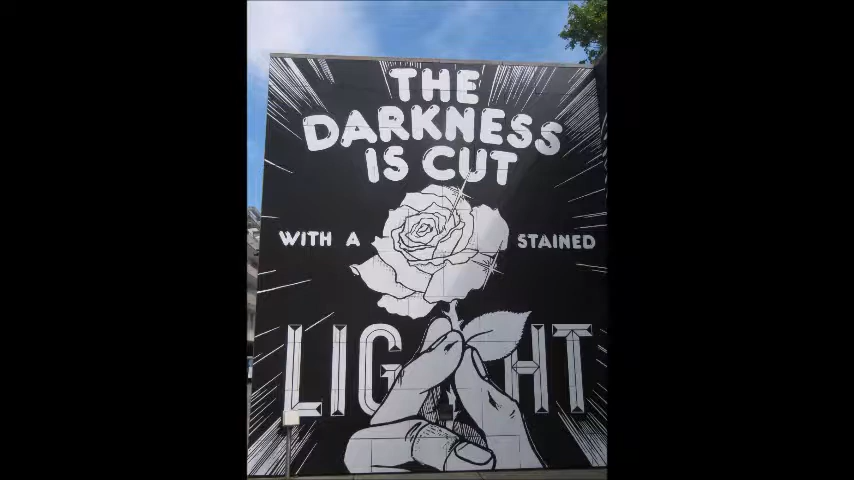 THE
DARKNESS
IS CUT
WITH A STAINED
LIGHT